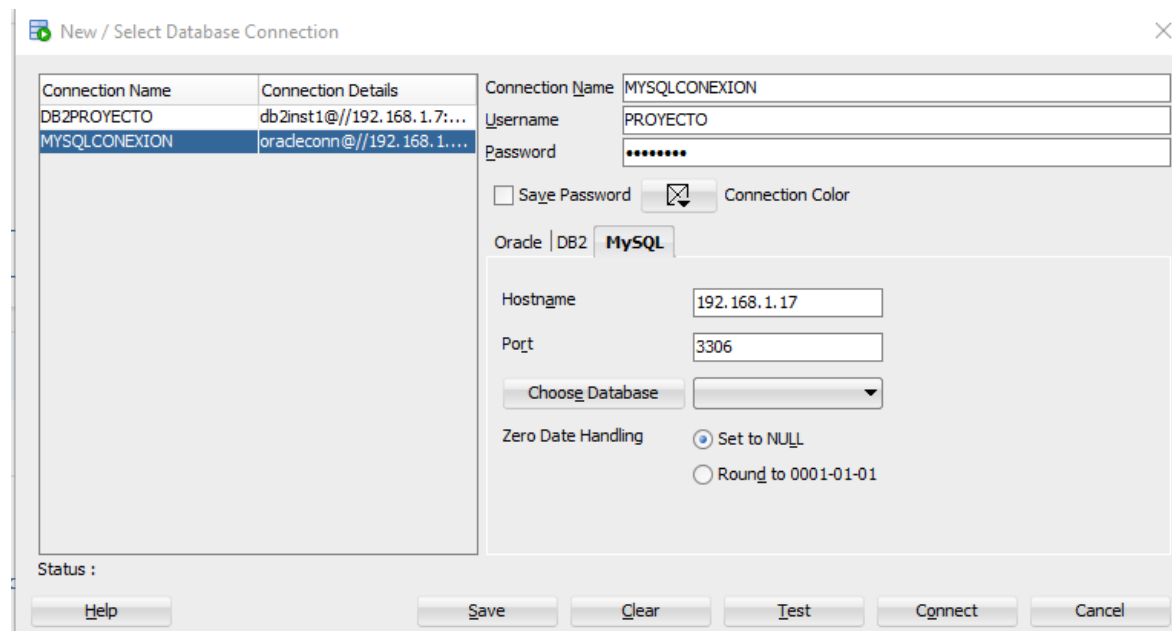 New / Select Database Connection
Connection Name Connection Details
DB2PROYECTO db2inst1@//192.168.1.7:...
MYSQLCONEXION oracleconn@//192.168.1....
Connection Name MYSQLCONEXION
Username PROYECTO
Password ••••••••
Save Password Connection Color
Oracle DB2 MySQL
Hostname 192.168.1.17
Port 3306
Choose Database
Zero Date Handling Set to NULL
Round to 0001-01-01
Status :
Help Save Clear Test Connect Cancel